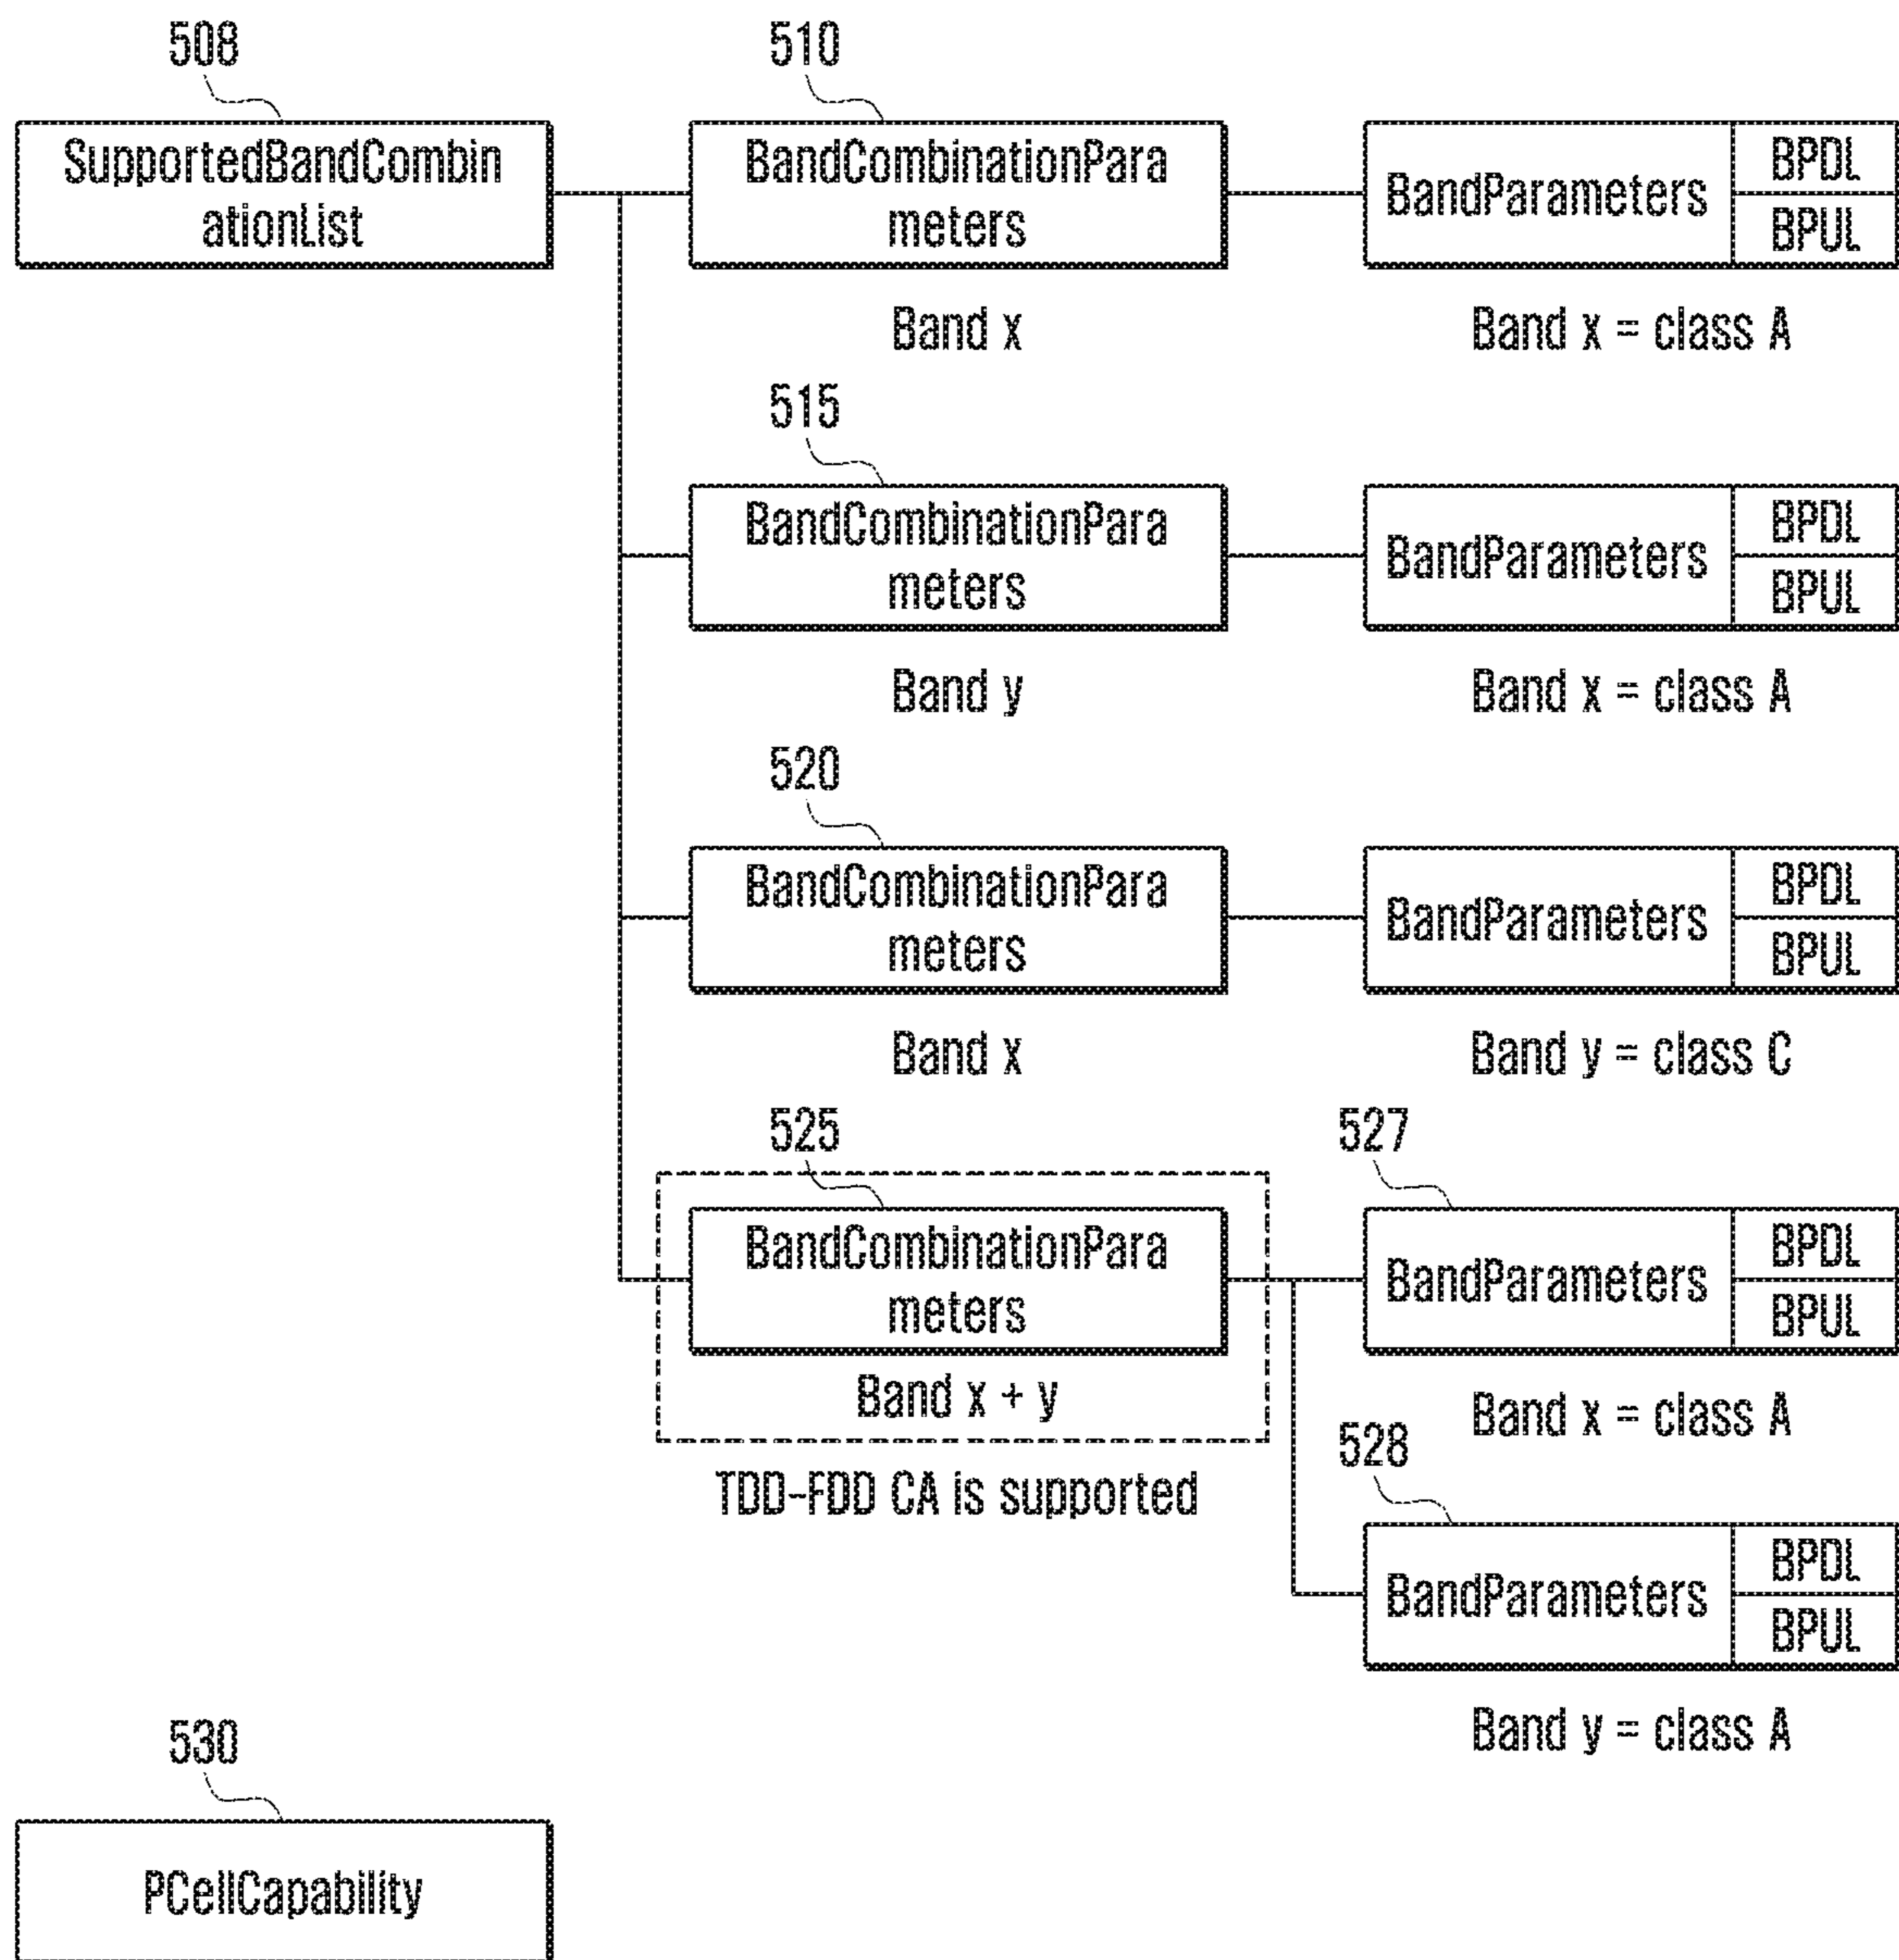 508
510
SupportedBandCombin
ationList
BandCombinationPara
meters
BandParameters
BPDL
BPUL
Band x
Band x = class A
515
BandCombinationPara
meters
BandParameters
BPDL
BPUL
Band y
Band x = class A
520
BandCombinationPara
meters
BandParameters
BPDL
BPUL
Band x
Band y = class C
525
527
BandCombinationPara
meters
BandParameters
BPDL
BPUL
Band x + y
Band x = class A
TDD-FDD CA is supported
528
BandParameters
BPDL
BPUL
Band y = class A
530
PCellCapability